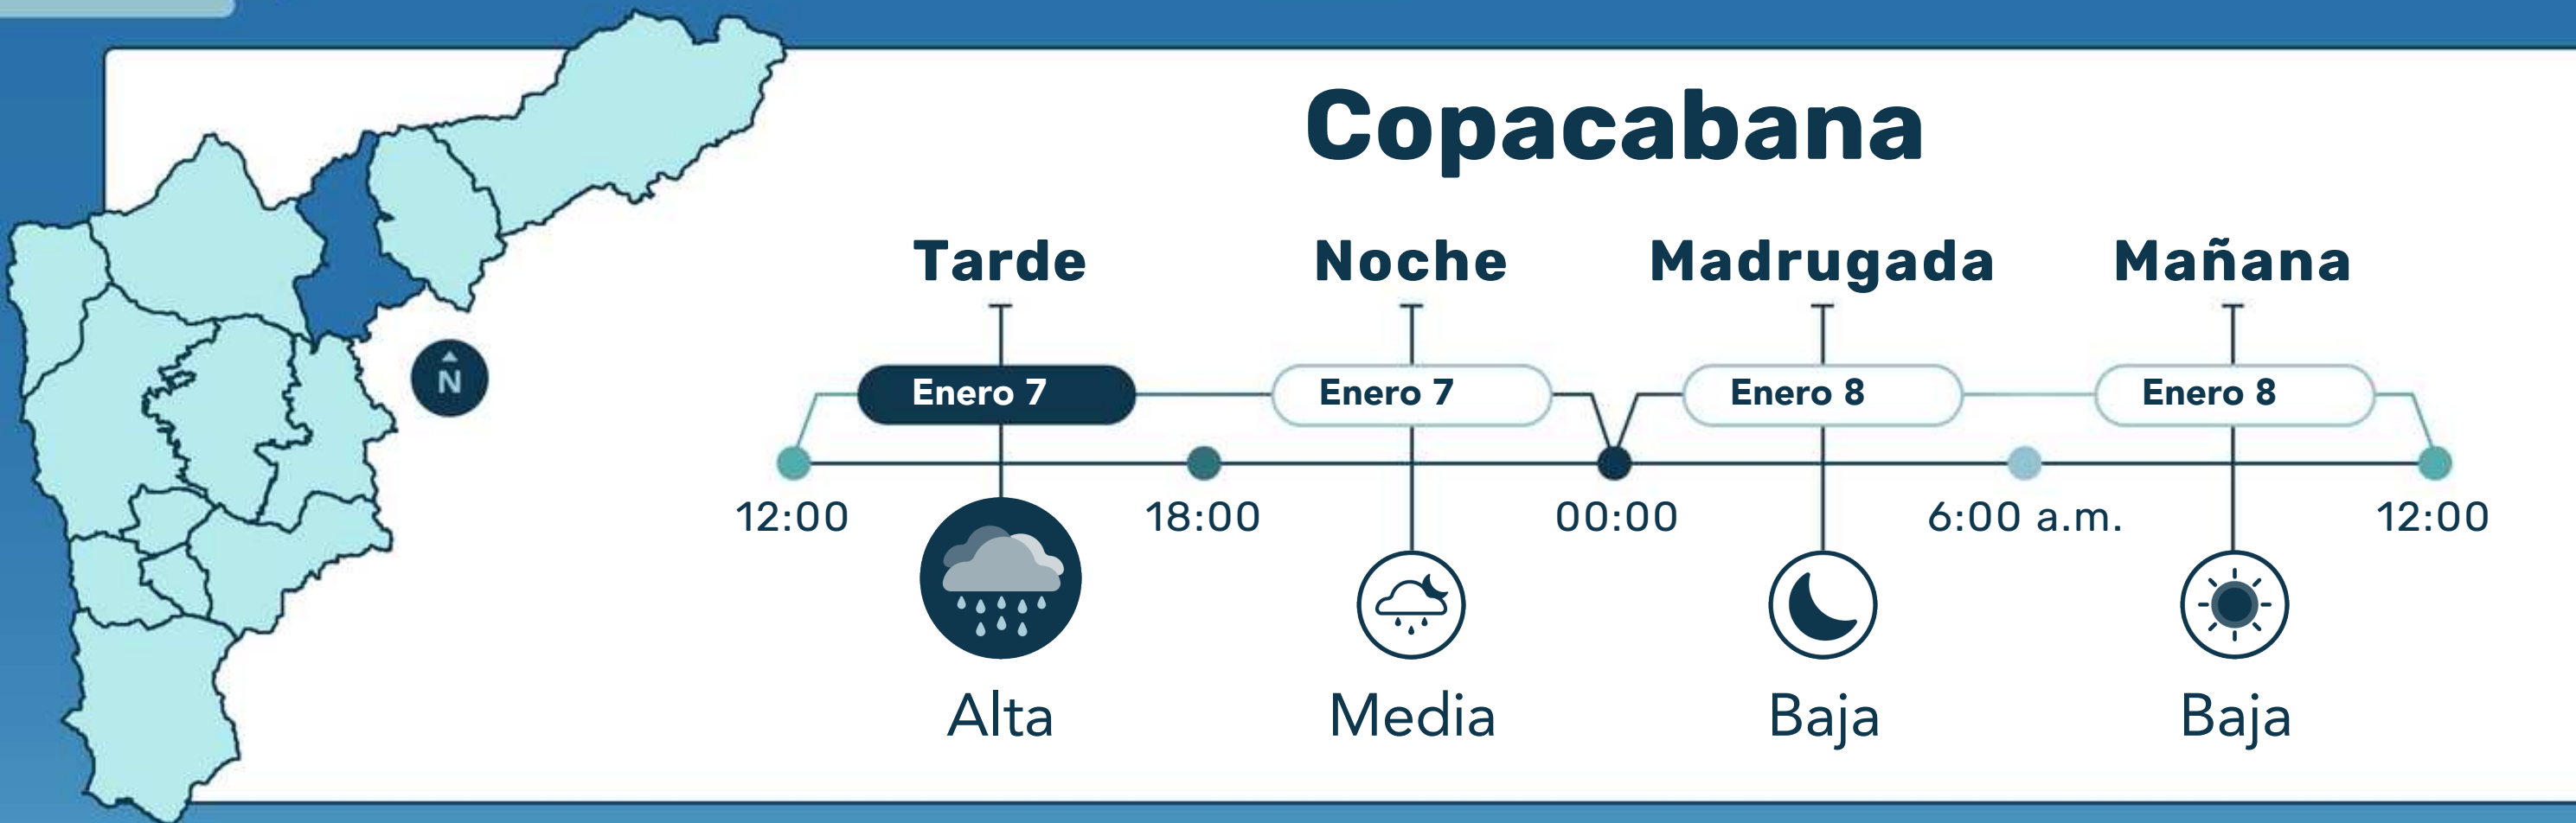 Copacabana
Tarde Noche Madrugada Mañana
Enero 7 Enero 7 Enero 8 Enero 8
N
12:00 18:00 00:00 6:00 a.m. 12:00
Alta Media Baja Baja